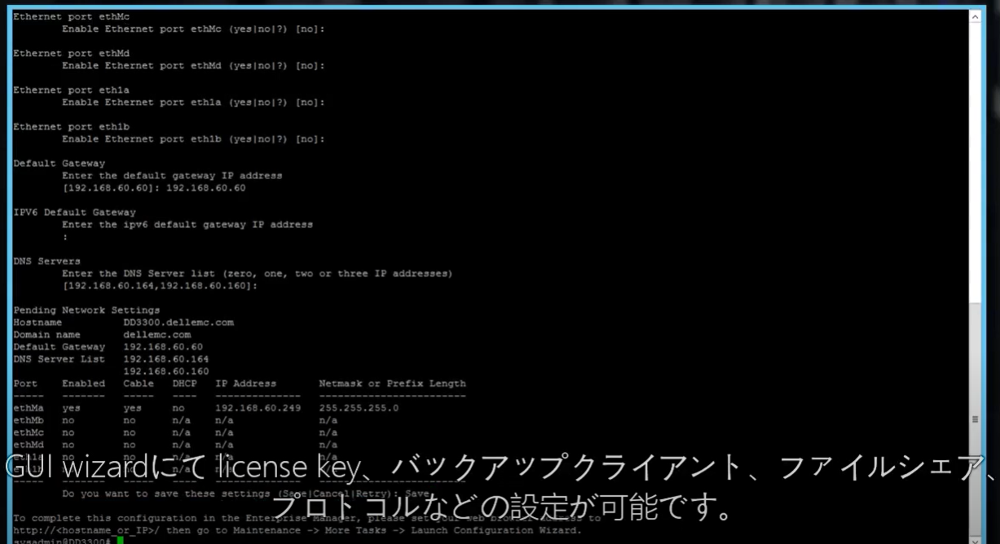 Ethernet port ethMc
Enable Ethernet port ethMc (yes|no|?) [no]:
Ethernet port ethMd
Enable Ethernet port ethMd (yes|no|?) [no]:
Ethernet port eth1a
Enable Ethernet port eth1a (yes|no|?) [no]:
Ethernet port eth1b
Enable Ethernet port eth1b (yes|no|?) [no]:
Default Gateway
Enter the default gateway IP address
[192.168.60.60]: 192.168.60.60
IPV6 Default Gateway
Enter the ipv6 default gateway IP address
:
DNS Servers
Enter the DNS Server list (zero, one, two or three IP addresses)
[192.168.60.164,192.168.60.160]:
Pending Network Settings
Hostname DD3300.dellemc.com
Domain name dellemc.com
Default Gateway 192.168.60.60
DNS Server List 192.168.60.164
192.168.60.160
Port Enabled Cable DHCP IP Address Netmask or Prefix Length
----- ------- ----- ---- -------------- ------------------------
ethMa yes yes no 192.168.60.249 255.255.255.0
ethMb no no n/a n/a n/a
ethMc no no n/a n/a n/a
ethMd no no n/a n/a n/a
GUI wizardにて license key、バックアップクライアント、ファイルシェア、
プロトコルなどの設定が可能です。
Do you want to save these settings (Save|Cancel|Retry): Save
To complete this configuration in the Enterprise Manager, please set your web browser address to
http://<hostname_or_IP>/ then go to Maintenance -> More Tasks -> Launch Configuration Wizard.
sysadmin@DD3300#